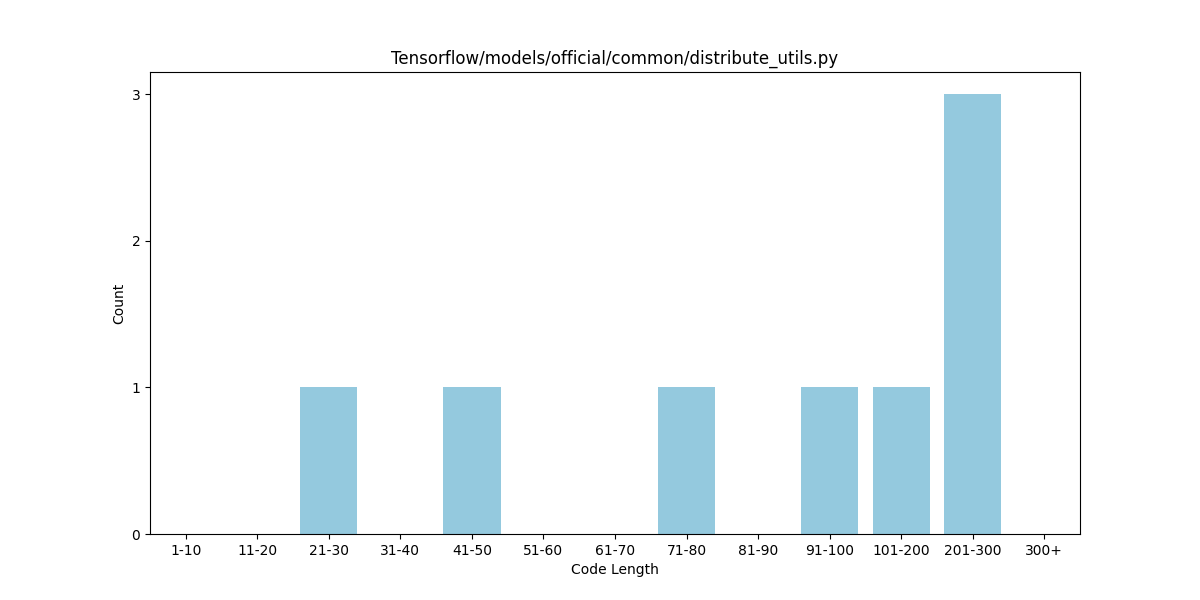 Tensorflow/models/official/common/distribute_utils.py
3
2
1
0
Count
1-10 11-20 21-30 31-40 41-50 51-60 61-70 71-80 81-90 91-100 101-200 201-300 300+
Code Length